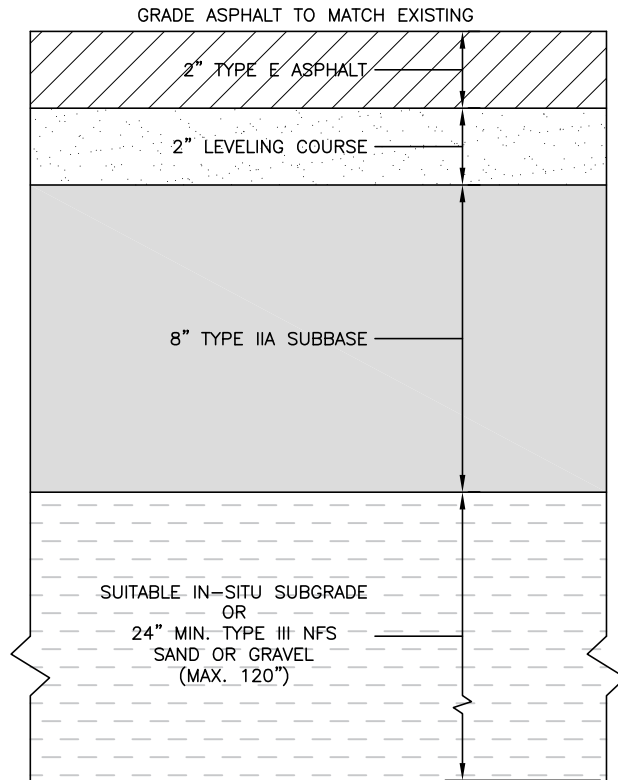 GRADE ASPHALT TO MATCH EXISTING
2” TYPE E ASPHALT
2” LEVELING COURSE
8” TYPE IIA SUBBASE
SUITABLE IN-SITU SUBGRADE
OR
24” MIN. TYPE III NFS
SAND OR GRAVEL
(MAX. 120”)